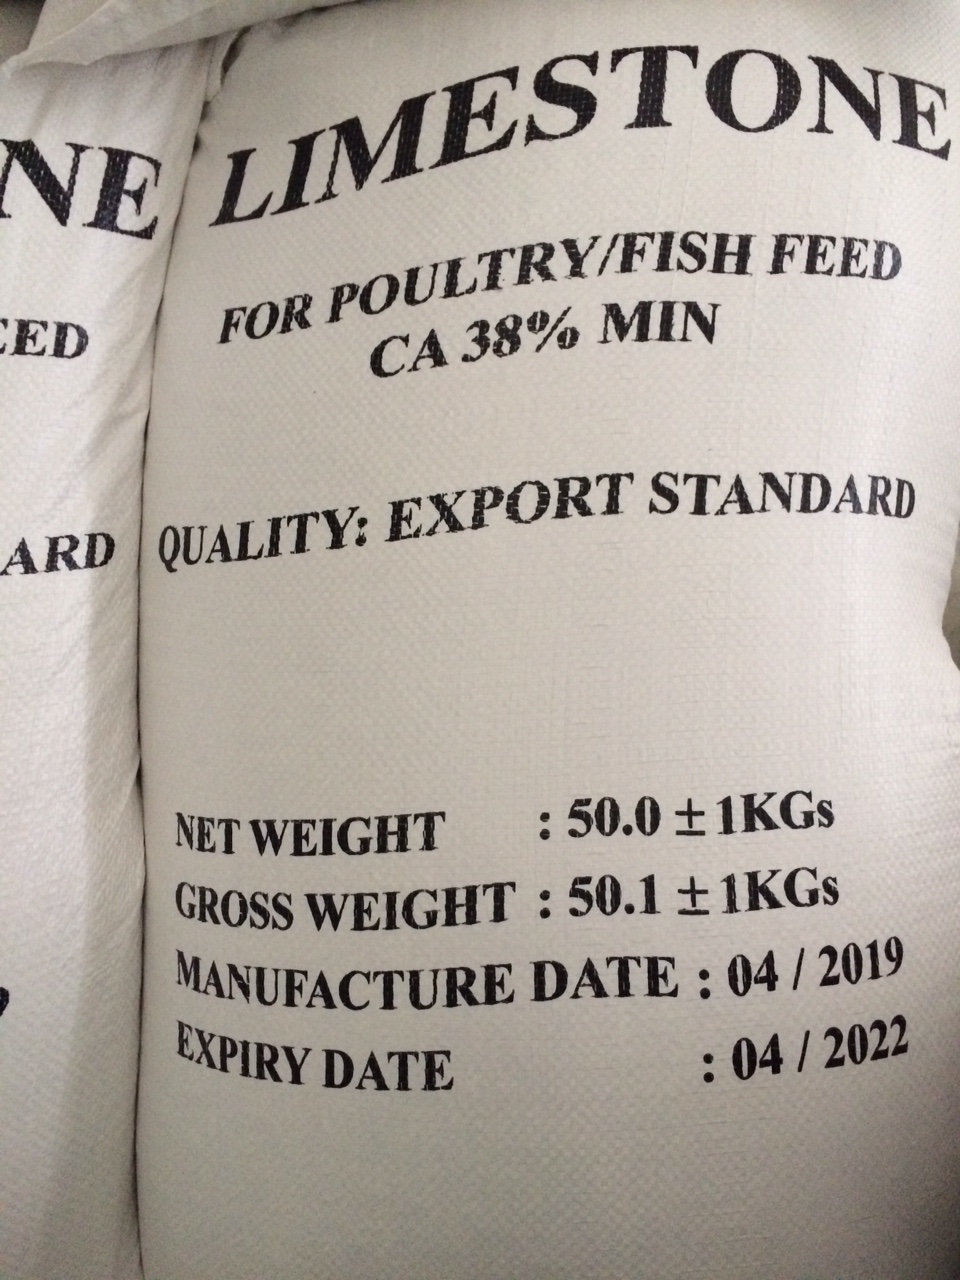 LIMESTONE
FOR POULTRY/FISH FEED
CA 38% MIN
QUALITY: EXPORT STANDARD
NET WEIGHT : 50.0 ± 1KGs
GROSS WEIGHT : 50.1 ± 1KGs
MANUFACTURE DATE : 04 / 2019
EXPIRY DATE : 04 / 2022
NE
EED
ARD